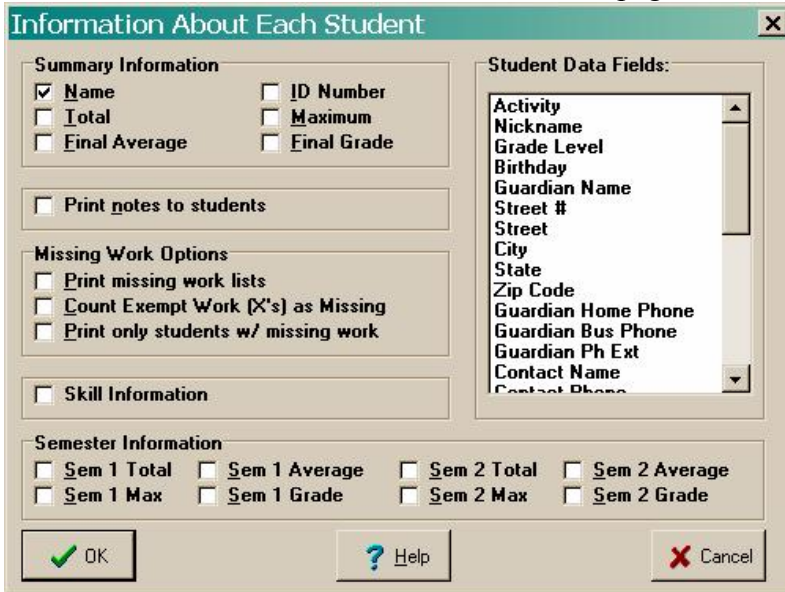 Information About Each Student
Summary Information
Name
ID Number
Total
Maximum
Final Average
Final Grade
Print notes to students
Missing Work Options
Print missing work lists
Count Exempt Work (X's) as Missing
Print only students w/ missing work
Skill Information
Student Data Fields:
Activity
Nickname
Grade Level
Birthday
Guardian Name
Street #
Street
City
State
Zip Code
Guardian Home Phone
Guardian Bus Phone
Guardian Ph Ext
Contact Name
Contact Phone
Semester Information
Sem 1 Total
Sem 1 Average
Sem 2 Total
Sem 2 Average
Sem 1 Max
Sem 1 Grade
Sem 2 Max
Sem 2 Grade
OK
Help
Cancel